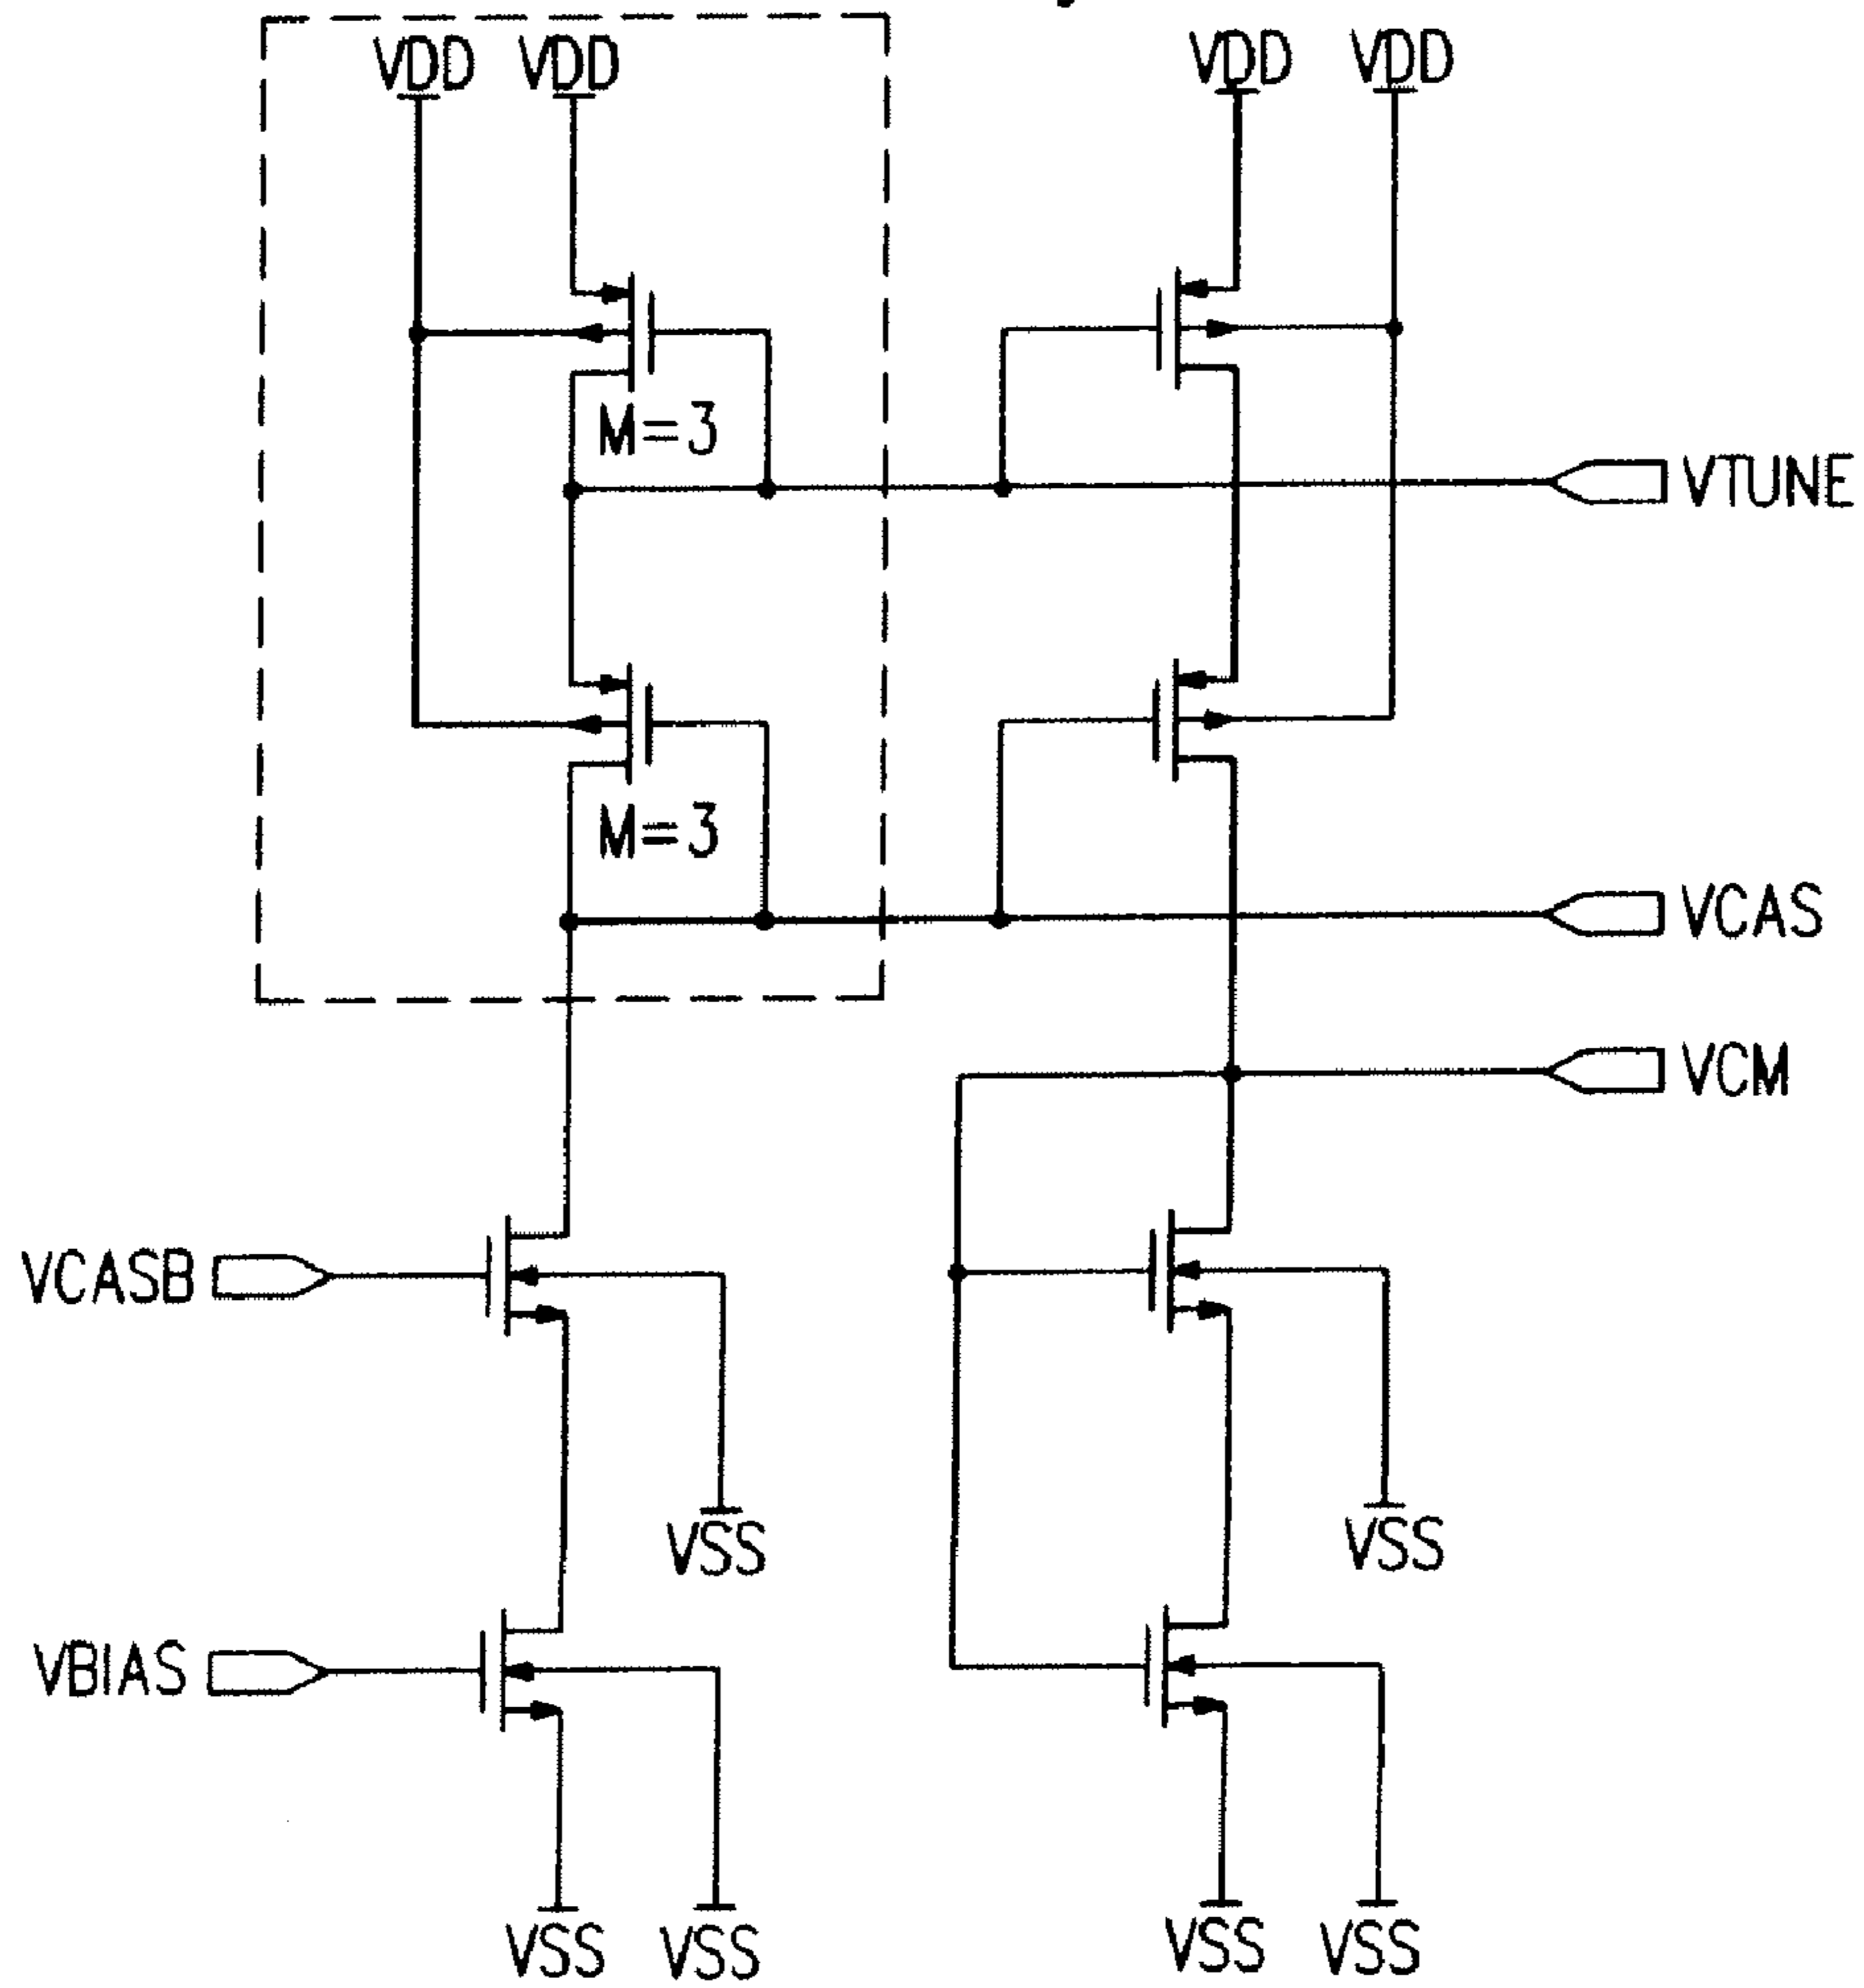 VDD VDD VDD VDD
M=3
VTUNE
M=3
VCAS
VCM
VCASB
VSS VSS
VBIAS
VSS VSS VSS VSS